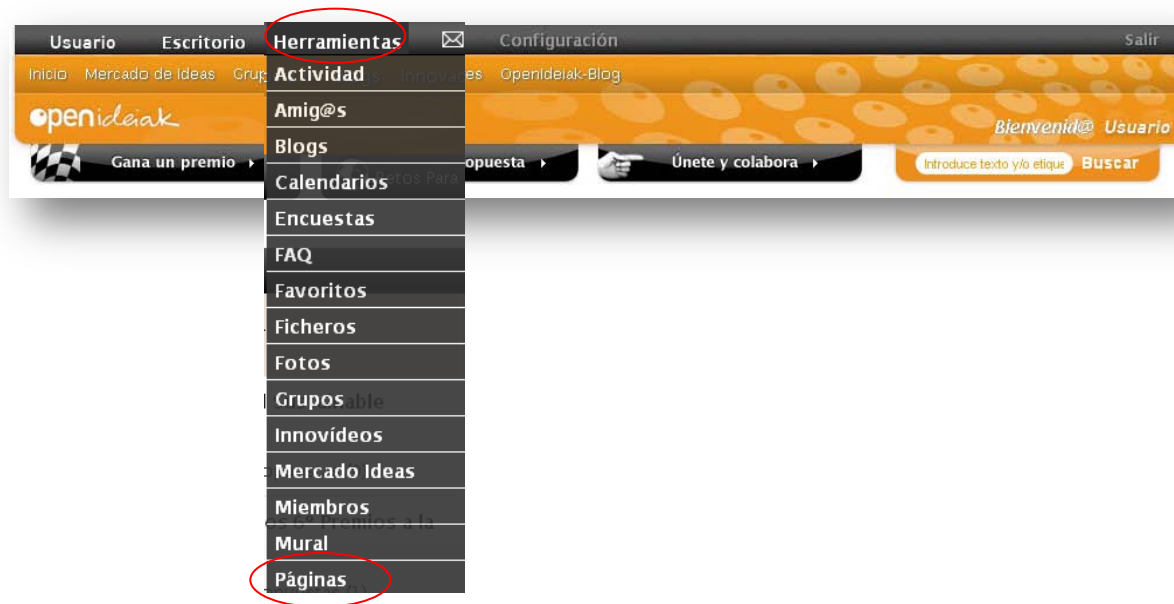 Usuario Escritorio Herramientas Configuración Salir
Inicio Mercado de Ideas OpenIdeiak-Blog
openideiak
Bienvenid@ Usuario
Gana un premio Únete y colabora Introduce texto y/o etique Buscar
Actividad
Amig@s
Blogs
Calendarios
Encuestas
FAQ
Favoritos
Ficheros
Fotos
Grupos
Innovídeos
Mercado Ideas
Miembros
Mural
Páginas